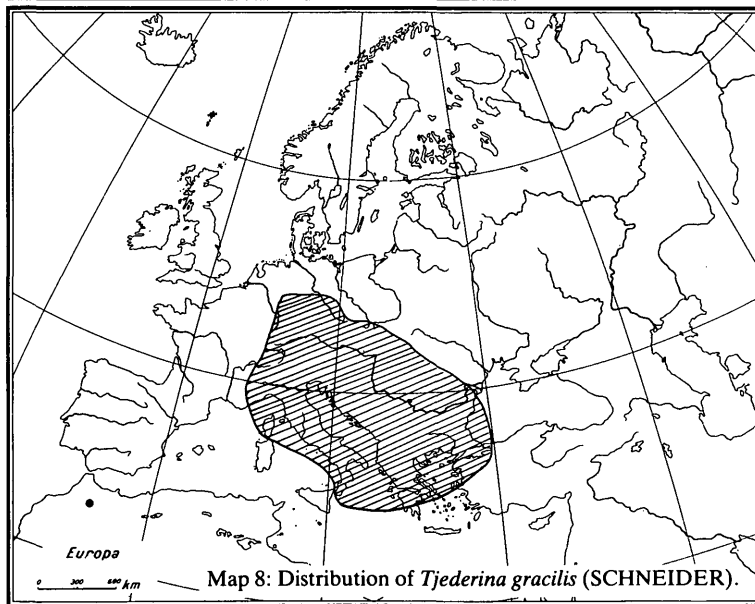 Europa
0 300 600 km
Map 8: Distribution of Tjederina gracilis (SCHNEIDER).